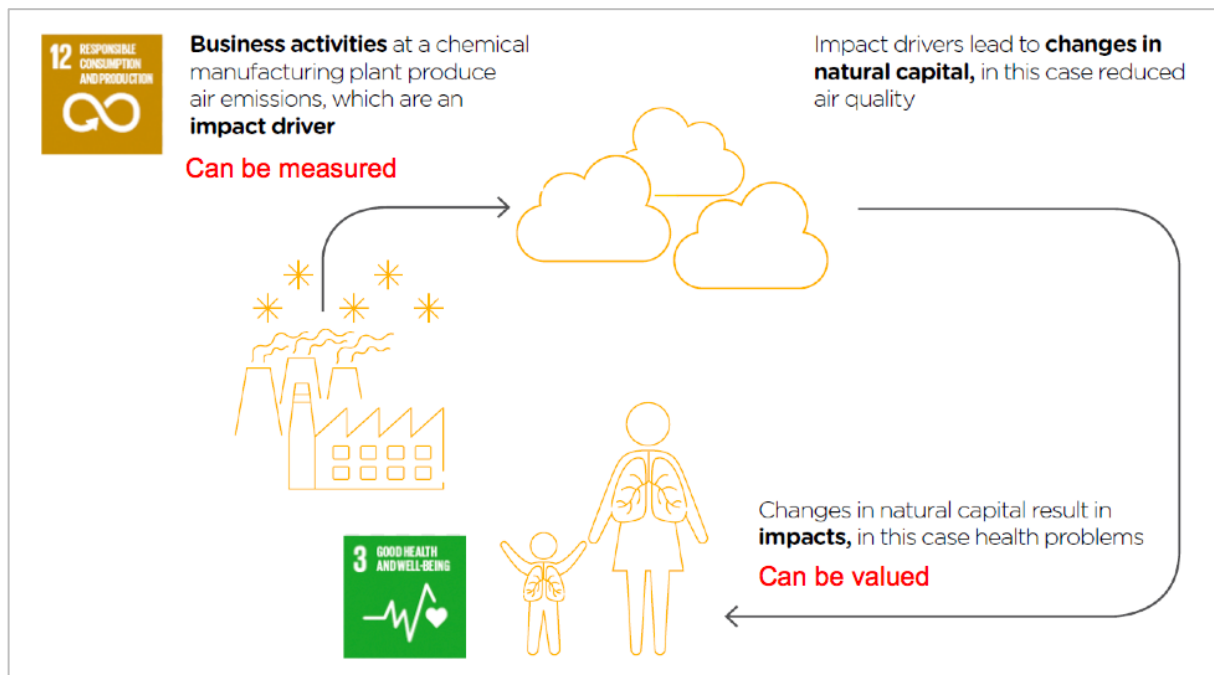 12 RESPONSIBLE
CONSUMPTION
AND PRODUCTION
Business activities at a chemical
manufacturing plant produce
air emissions, which are an
impact driver
Can be measured
Impact drivers lead to changes in
natural capital, in this case reduced
air quality
Changes in natural capital result in
impacts, in this case health problems
Can be valued
3 GOOD HEALTH
AND WELL-BEING